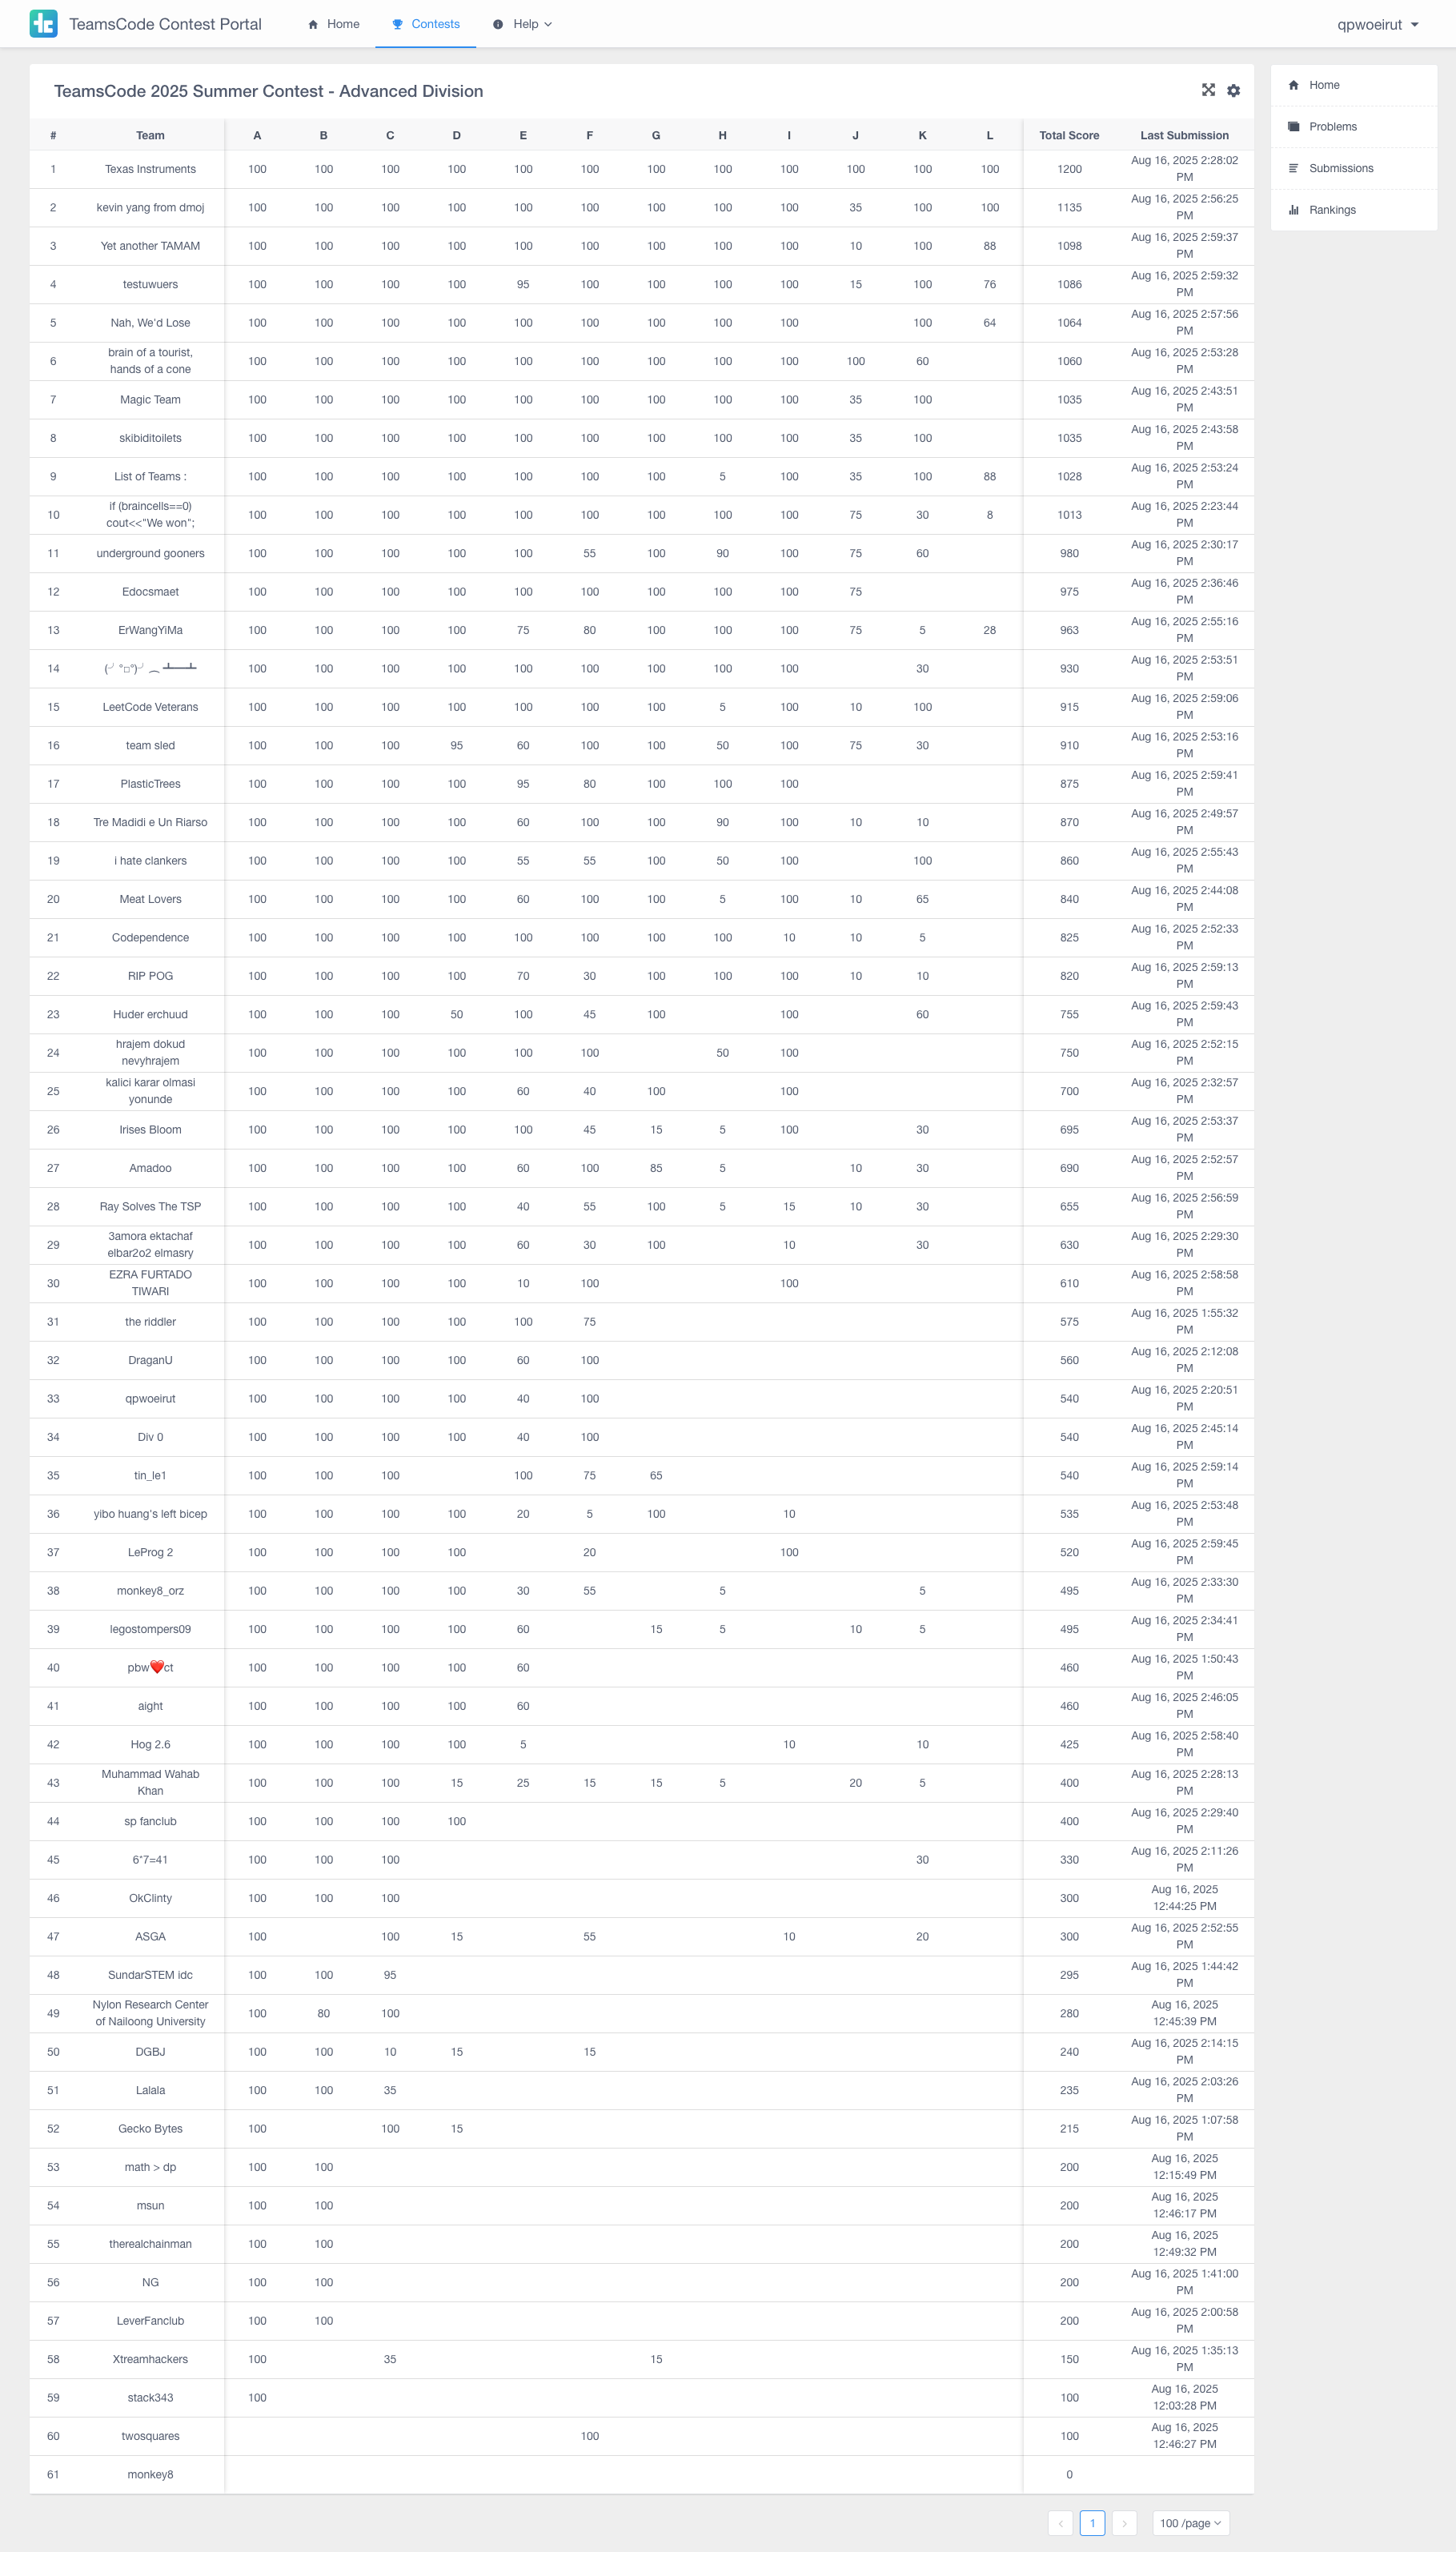 TeamsCode Contest Portal Home Contests Help qpwoeirut
TeamsCode 2025 Summer Contest - Advanced Division
Home
Problems
Submissions
Rankings
# Team A B C D E F G H I J K L Total Score Last Submission
1 Texas Instruments 100 100 100 100 100 100 100 100 100 100 100 100 1200 Aug 16, 2025 2:28:02 PM
2 kevin yang from dmoj 100 100 100 100 100 100 100 100 100 35 100 100 1135 Aug 16, 2025 2:56:25 PM
3 Yet another TAMAM 100 100 100 100 100 100 100 100 100 10 100 88 1098 Aug 16, 2025 2:59:37 PM
4 testuwuers 100 100 100 100 95 100 100 100 100 15 100 76 1086 Aug 16, 2025 2:59:32 PM
5 Nah, We'd Lose 100 100 100 100 100 100 100 100 100 100 64 1064 Aug 16, 2025 2:57:56 PM
6 brain of a tourist, hands of a cone 100 100 100 100 100 100 100 100 100 100 60 1060 Aug 16, 2025 2:53:28 PM
7 Magic Team 100 100 100 100 100 100 100 100 100 35 100 1035 Aug 16, 2025 2:43:51 PM
8 skibiditoilets 100 100 100 100 100 100 100 100 100 35 100 1035 Aug 16, 2025 2:43:58 PM
9 List of Teams : 100 100 100 100 100 100 100 5 100 35 100 88 1028 Aug 16, 2025 2:53:24 PM
10 if (braincells==0) cout<<"We won"; 100 100 100 100 100 100 100 100 100 75 30 8 1013 Aug 16, 2025 2:23:44 PM
11 underground gooners 100 100 100 100 100 55 100 90 100 75 60 980 Aug 16, 2025 2:30:17 PM
12 Edocsmaet 100 100 100 100 100 100 100 100 100 75 975 Aug 16, 2025 2:36:46 PM
13 ErWangYiMa 100 100 100 100 75 80 100 100 100 75 5 28 963 Aug 16, 2025 2:55:16 PM
14 (╯°□°)╯︵ ┻━┻ 100 100 100 100 100 100 100 100 100 30 930 Aug 16, 2025 2:53:51 PM
15 LeetCode Veterans 100 100 100 100 100 100 100 5 100 10 100 915 Aug 16, 2025 2:59:06 PM
16 team sled 100 100 100 95 60 100 100 50 100 75 30 910 Aug 16, 2025 2:53:16 PM
17 PlasticTrees 100 100 100 100 95 80 100 100 100 875 Aug 16, 2025 2:59:41 PM
18 Tre Madidi e Un Riarso 100 100 100 100 60 100 100 90 100 10 10 870 Aug 16, 2025 2:49:57 PM
19 i hate clankers 100 100 100 100 55 55 100 50 100 100 860 Aug 16, 2025 2:55:43 PM
20 Meat Lovers 100 100 100 100 60 100 100 5 100 10 65 840 Aug 16, 2025 2:44:08 PM
21 Codependence 100 100 100 100 100 100 100 100 10 10 5 825 Aug 16, 2025 2:52:33 PM
22 RIP POG 100 100 100 100 70 30 100 100 100 10 10 820 Aug 16, 2025 2:59:13 PM
23 Huder erchuud 100 100 100 50 100 45 100 100 60 755 Aug 16, 2025 2:59:43 PM
24 hrajem dokud nevyhrajem 100 100 100 100 100 100 50 100 750 Aug 16, 2025 2:52:15 PM
25 kalici karar olmasi yonunde 100 100 100 100 60 40 100 100 700 Aug 16, 2025 2:32:57 PM
26 Irises Bloom 100 100 100 100 100 45 15 5 100 30 695 Aug 16, 2025 2:53:37 PM
27 Amadoo 100 100 100 100 60 100 85 5 10 30 690 Aug 16, 2025 2:52:57 PM
28 Ray Solves The TSP 100 100 100 100 40 55 100 5 15 10 30 655 Aug 16, 2025 2:56:59 PM
29 3amora ektachaf elbar2o2 elmasry 100 100 100 100 60 30 100 10 30 630 Aug 16, 2025 2:29:30 PM
30 EZRA FURTADO TIWARI 100 100 100 100 10 100 100 610 Aug 16, 2025 2:58:58 PM
31 the riddler 100 100 100 100 100 75 575 Aug 16, 2025 1:55:32 PM
32 DraganU 100 100 100 100 60 100 560 Aug 16, 2025 2:12:08 PM
33 qpwoeirut 100 100 100 100 40 100 540 Aug 16, 2025 2:20:51 PM
34 Div 0 100 100 100 100 40 100 540 Aug 16, 2025 2:45:14 PM
35 tin_le1 100 100 100 100 75 65 540 Aug 16, 2025 2:59:14 PM
36 yibo huang's left bicep 100 100 100 100 20 5 100 10 535 Aug 16, 2025 2:53:48 PM
37 LeProg 2 100 100 100 100 20 100 520 Aug 16, 2025 2:59:45 PM
38 monkey8_orz 100 100 100 100 30 55 5 5 495 Aug 16, 2025 2:33:30 PM
39 legostompers09 100 100 100 100 60 15 5 10 5 495 Aug 16, 2025 2:34:41 PM
40 pbw❤️ct 100 100 100 100 60 460 Aug 16, 2025 1:50:43 PM
41 aight 100 100 100 100 60 460 Aug 16, 2025 2:46:05 PM
42 Hog 2.6 100 100 100 100 5 10 10 425 Aug 16, 2025 2:58:40 PM
43 Muhammad Wahab Khan 100 100 100 15 25 15 15 5 20 5 400 Aug 16, 2025 2:28:13 PM
44 sp fanclub 100 100 100 100 400 Aug 16, 2025 2:29:40 PM
45 6*7=41 100 100 100 30 330 Aug 16, 2025 2:11:26 PM
46 OkClinty 100 100 100 300 Aug 16, 2025 12:44:25 PM
47 ASGA 100 100 15 55 10 20 300 Aug 16, 2025 2:52:55 PM
48 SundarSTEM idc 100 100 95 295 Aug 16, 2025 1:44:42 PM
49 Nylon Research Center of Nailoong University 100 80 100 280 Aug 16, 2025 12:45:39 PM
50 DGBJ 100 100 10 15 15 240 Aug 16, 2025 2:14:15 PM
51 Lalala 100 100 35 235 Aug 16, 2025 2:03:26 PM
52 Gecko Bytes 100 100 15 215 Aug 16, 2025 1:07:58 PM
53 math > dp 100 100 200 Aug 16, 2025 12:15:49 PM
54 msun 100 100 200 Aug 16, 2025 12:46:17 PM
55 therealchainman 100 100 200 Aug 16, 2025 12:49:32 PM
56 NG 100 100 200 Aug 16, 2025 1:41:00 PM
57 LeverFanclub 100 100 200 Aug 16, 2025 2:00:58 PM
58 Xtreamhackers 100 35 15 150 Aug 16, 2025 1:35:13 PM
59 stack343 100 100 Aug 16, 2025 12:03:28 PM
60 twosquares 100 100 Aug 16, 2025 12:46:27 PM
61 monkey8 0
1 100 /page